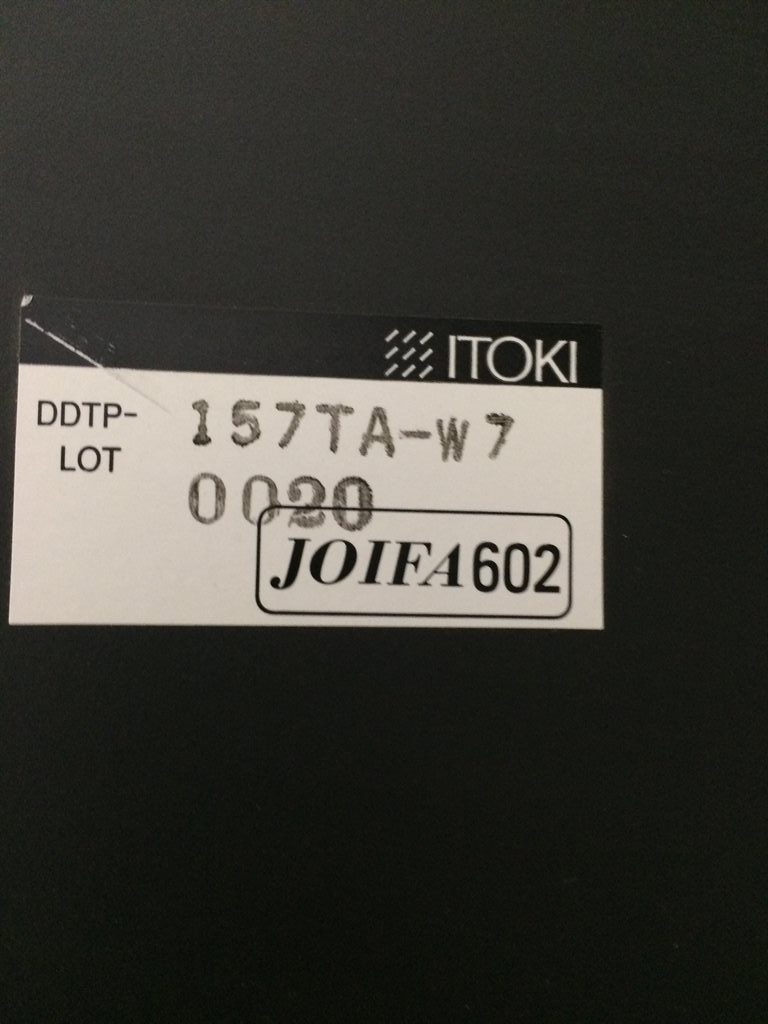 ITOKI
DDTP- 157TA-W7
LOT 0020
JOIFA602